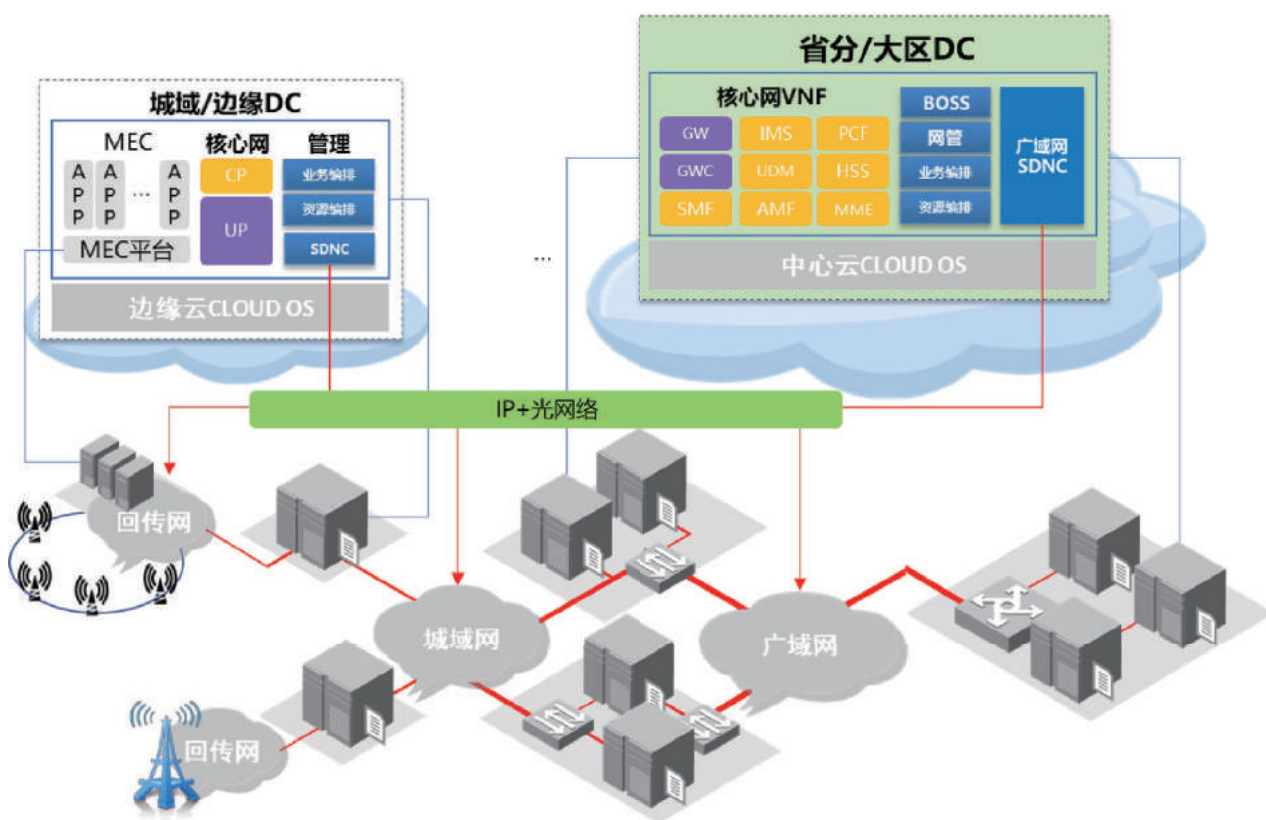 城域/边缘DC
MEC
核心网
管理
APP
APP
...
APP
MEC平台
CP
UP
业务编排
资源编排
SDNC
边缘云CLOUD OS
...
省分/大区DC
核心网VNF
GW
IMS
PCF
GWC
UDM
HSS
SMF
AMF
MME
BOSS
网管
业务编排
资源编排
广域网
SDNC
中心云CLOUD OS
IP+光网络
回传网
城域网
广域网
回传网